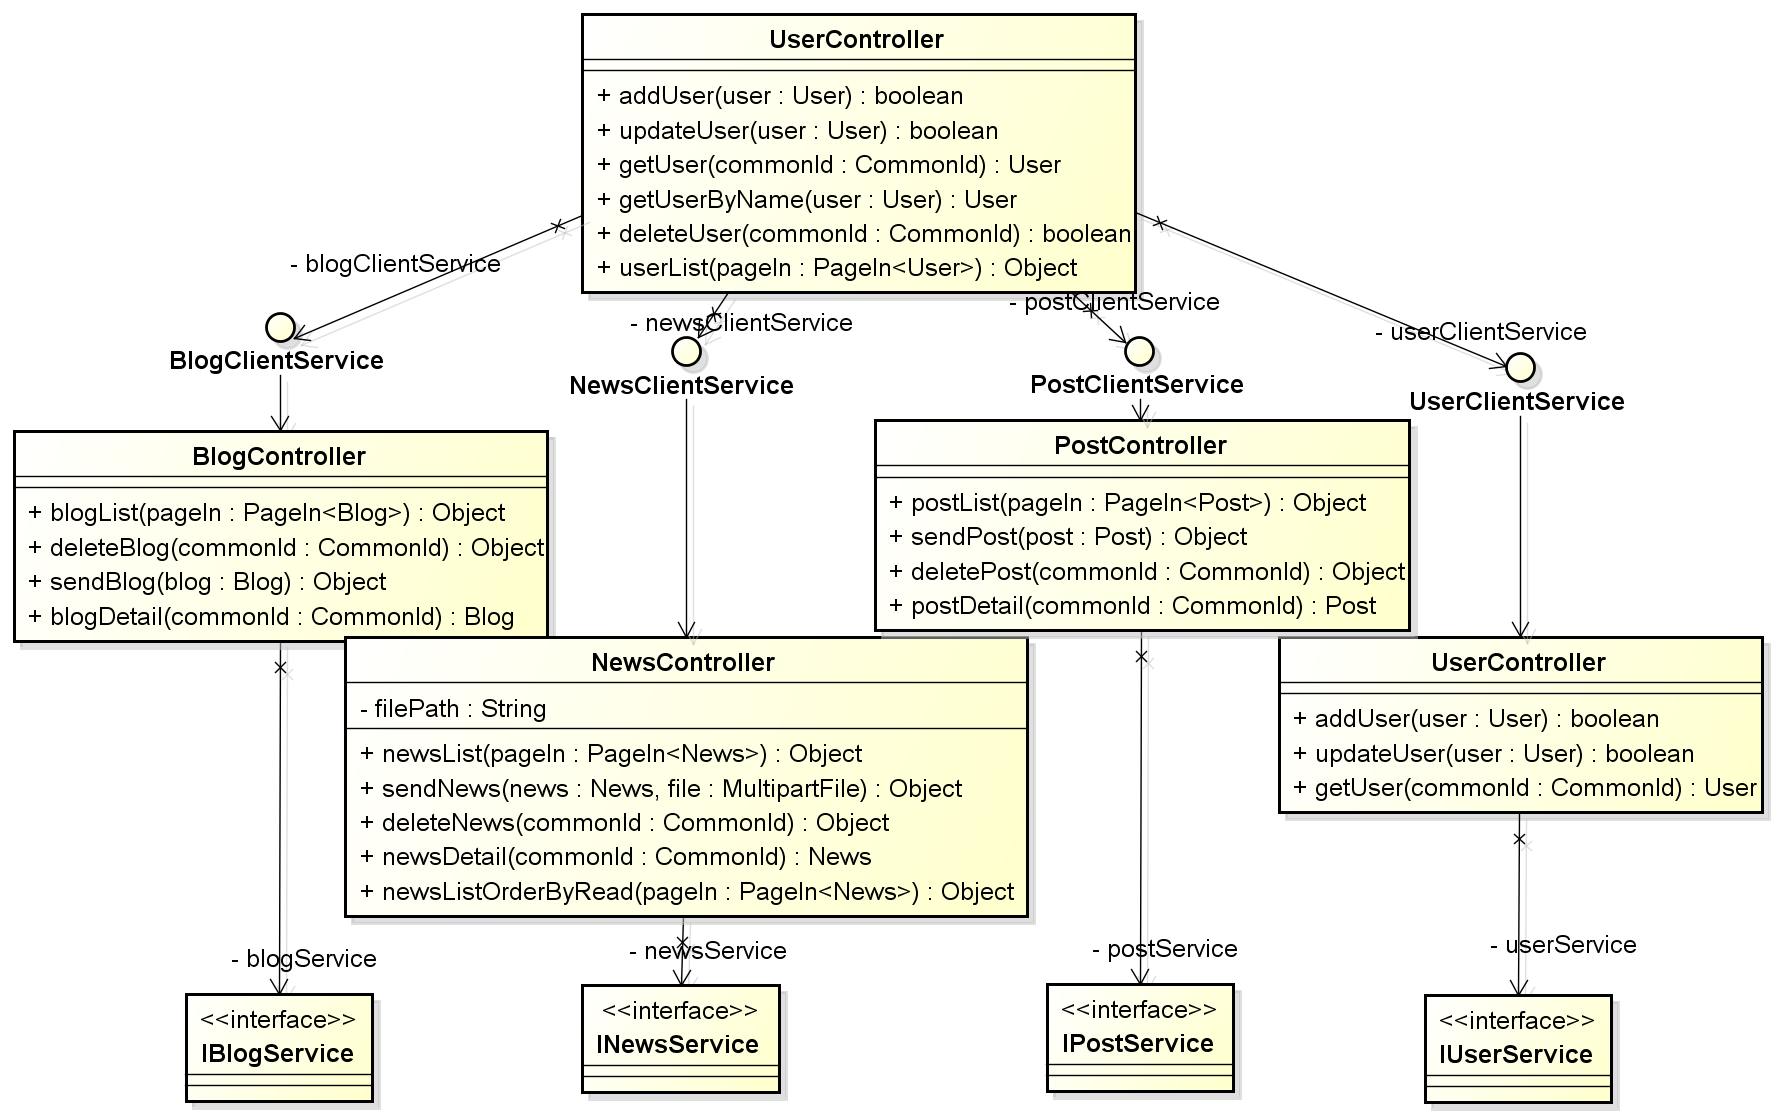 UserController
+ addUser(user : User) : boolean
+ updateUser(user : User) : boolean
+ getUser(commonId : CommonId) : User
+ getUserByName(user : User) : User
+ deleteUser(commonId : CommonId) : boolean
+ userList(pageIn : PageIn<User>) : Object
- blogClientService
- newsClientService
- postClientService
- userClientService
BlogClientService
NewsClientService
PostClientService
UserClientService
BlogController
+ blogList(pageIn : PageIn<Blog>) : Object
+ deleteBlog(commonId : CommonId) : Object
+ sendBlog(blog : Blog) : Object
+ blogDetail(commonId : CommonId) : Blog
PostController
+ postList(pageIn : PageIn<Post>) : Object
+ sendPost(post : Post) : Object
+ deletePost(commonId : CommonId) : Object
+ postDetail(commonId : CommonId) : Post
NewsController
- filePath : String
+ newsList(pageIn : PageIn<News>) : Object
+ sendNews(news : News, file : MultipartFile) : Object
+ deleteNews(commonId : CommonId) : Object
+ newsDetail(commonId : CommonId) : News
+ newsListOrderByRead(pageIn : PageIn<News>) : Object
UserController
+ addUser(user : User) : boolean
+ updateUser(user : User) : boolean
+ getUser(commonId : CommonId) : User
- blogService
- newsService
- postService
- userService
<<interface>>
IBlogService
<<interface>>
INewsService
<<interface>>
IPostService
<<interface>>
IUserService